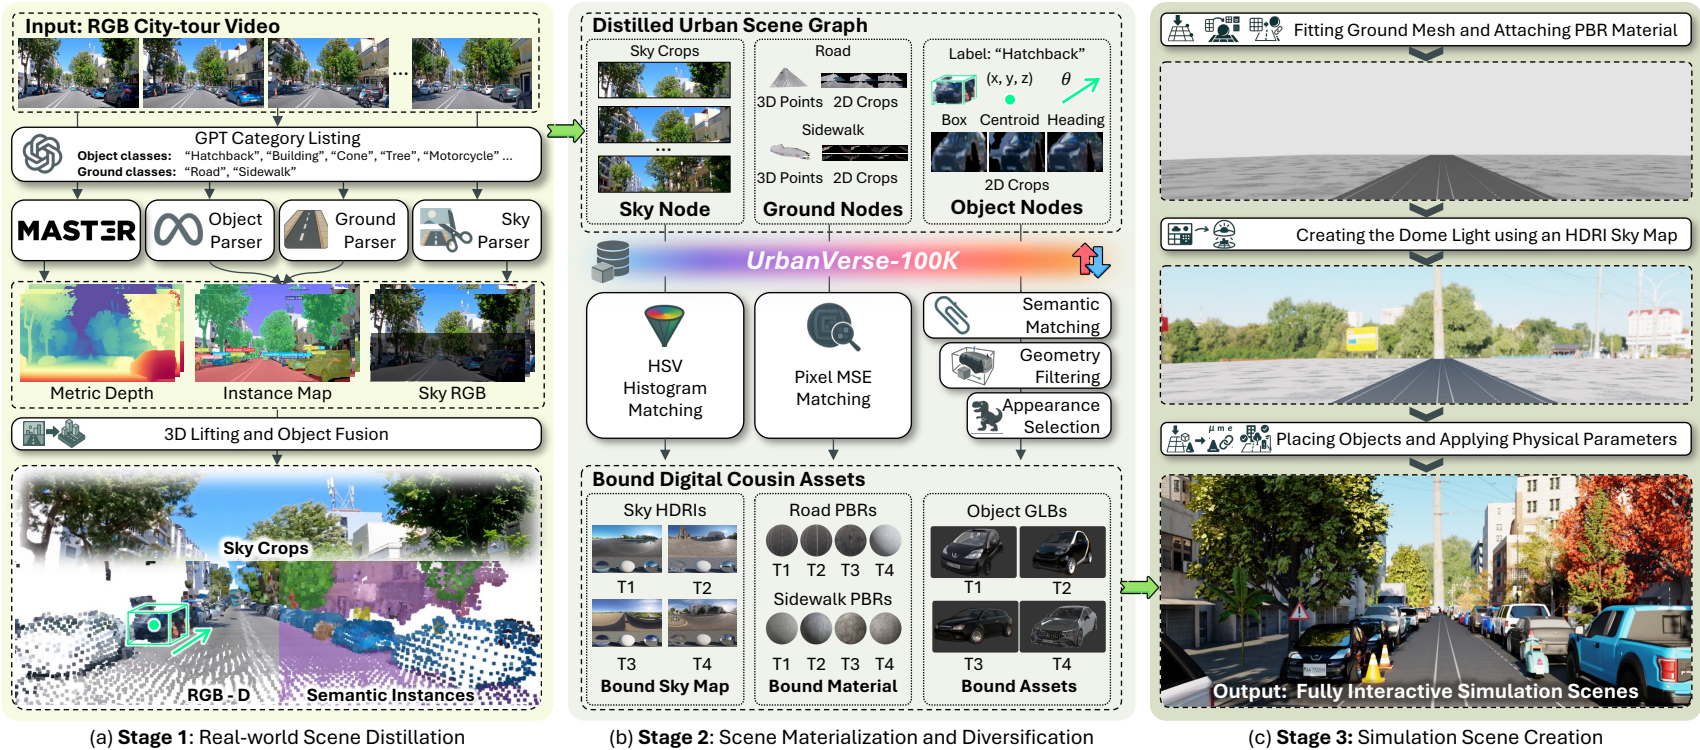 Input: RGB City-tour Video
...
GPT Category Listing
Object classes: "Hatchback", "Building", "Cone", "Tree", "Motorcycle" ...
Ground classes: "Road", "Sidewalk"
MASTER
Object
Parser
Ground
Parser
Sky
Parser
Metric Depth
Instance Map
Sky RGB
3D Lifting and Object Fusion
Sky Crops
RGB - D
Semantic Instances
(a) Stage 1: Real-world Scene Distillation
Distilled Urban Scene Graph
Sky Crops
...
Sky Node
Road
3D Points
2D Crops
Sidewalk
3D Points
2D Crops
Ground Nodes
Label: "Hatchback"
(x, y, z)
θ
Box
Centroid
Heading
2D Crops
Object Nodes
UrbanVerse-100K
HSV
Histogram
Matching
Pixel MSE
Matching
Semantic
Matching
Geometry
Filtering
Appearance
Selection
Bound Digital Cousin Assets
Sky HDRIs
T1
T2
T3
T4
Bound Sky Map
Road PBRs
T1 T2 T3 T4
Sidewalk PBRs
T1 T2 T3 T4
Bound Material
Object GLBs
T1
T2
T3
T4
Bound Assets
(b) Stage 2: Scene Materialization and Diversification
Fitting Ground Mesh and Attaching PBR Material
Creating the Dome Light using an HDRI Sky Map
μ m e
Placing Objects and Applying Physical Parameters
Output: Fully Interactive Simulation Scenes
(c) Stage 3: Simulation Scene Creation